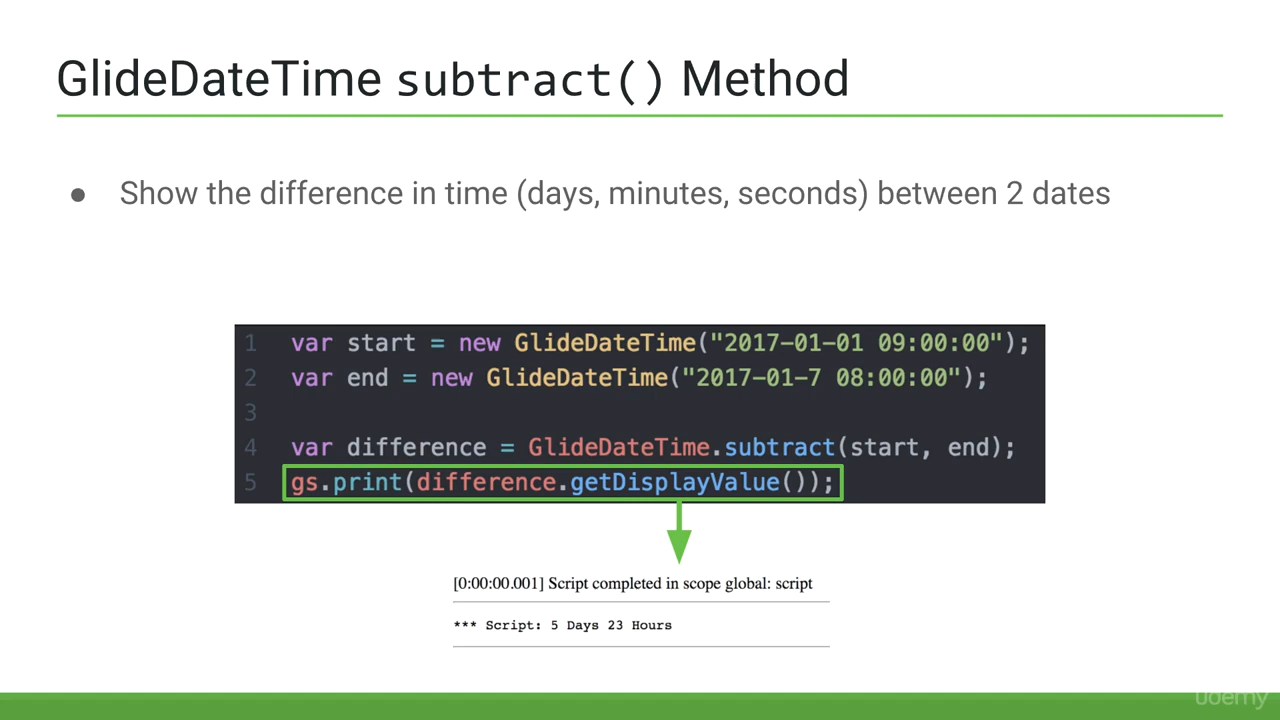 GlideDateTime subtract() Method
● Show the difference in time (days, minutes, seconds) between 2 dates
1 var start = new GlideDateTime("2017-01-01 09:00:00");
2 var end = new GlideDateTime("2017-01-7 08:00:00");
3
4 var difference = GlideDateTime.subtract(start, end);
5 gs.print(difference.getDisplayValue());
[0:00:00.001] Script completed in scope global: script
*** Script: 5 Days 23 Hours
udemy